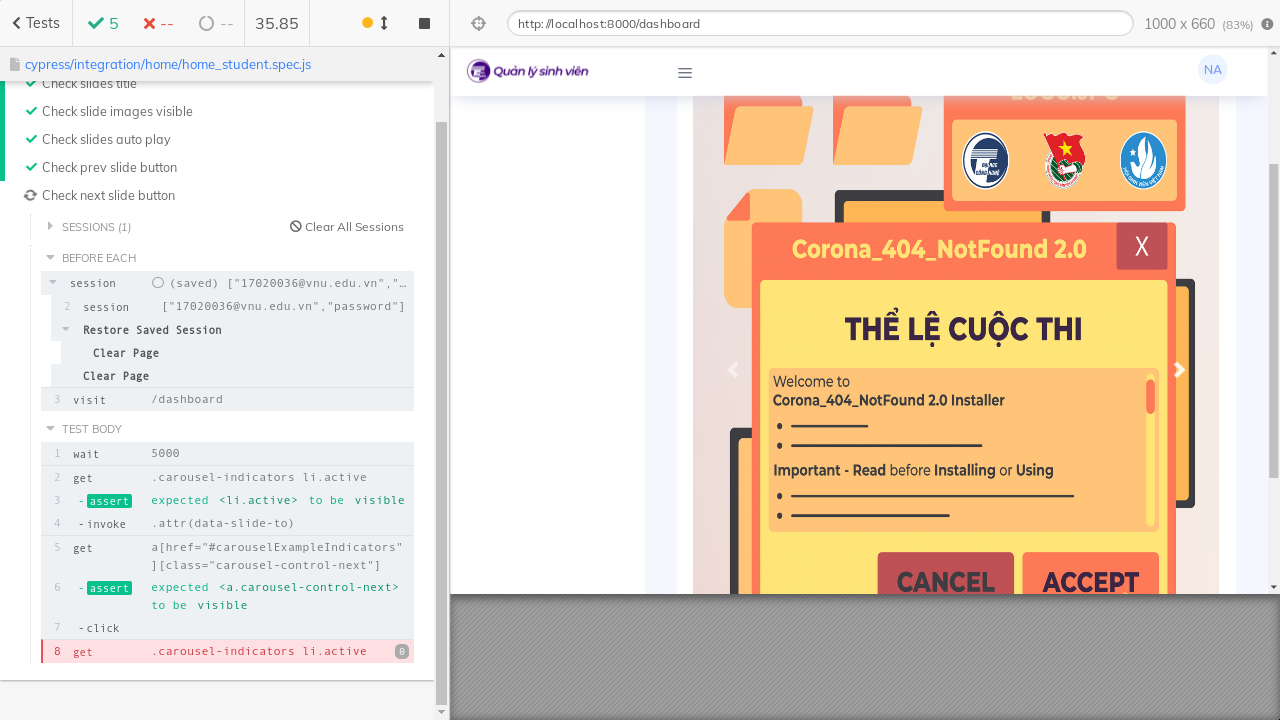 Tests
5
--
--
35.85
http://localhost:8000/dashboard
1000 x 660 (83%)
cypress/integration/home/home_student.spec.js
Check slides title
Check slide images visible
Check slides auto play
Check prev slide button
Check next slide button
SESSIONS (1)
Clear All Sessions
BEFORE EACH
session (saved) ["17020036@vnu.edu.vn","…
2 session ["17020036@vnu.edu.vn","password"]
Restore Saved Session
Clear Page
Clear Page
3 visit /dashboard
TEST BODY
1 wait 5000
2 get .carousel-indicators li.active
3 -assert expected <li.active> to be visible
4 -invoke .attr(data-slide-to)
5 get a[href="#carouselExampleIndicators"
][class="carousel-control-next"]
6 -assert expected <a.carousel-control-next>
to be visible
7 -click
8 get .carousel-indicators li.active 0
Quản lý sinh viên
NA
Corona_404_NotFound 2.0
X
THỂ LỆ CUỘC THI
Welcome to
Corona_404_NotFound 2.0 Installer
Important - Read before Installing or Using
CANCEL
ACCEPT